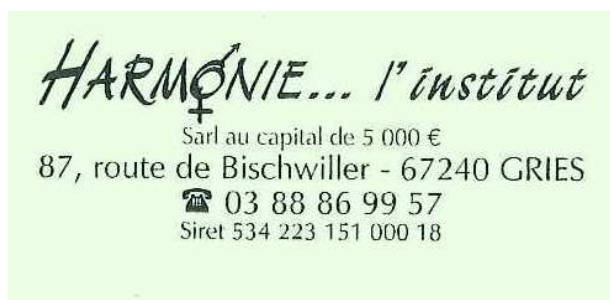 HARMONIE... l'institut
Sarl au capital de 5 000 €
87, route de Bischwiller - 67240 GRIES
☎ 03 88 86 99 57
Siret 534 223 151 000 18